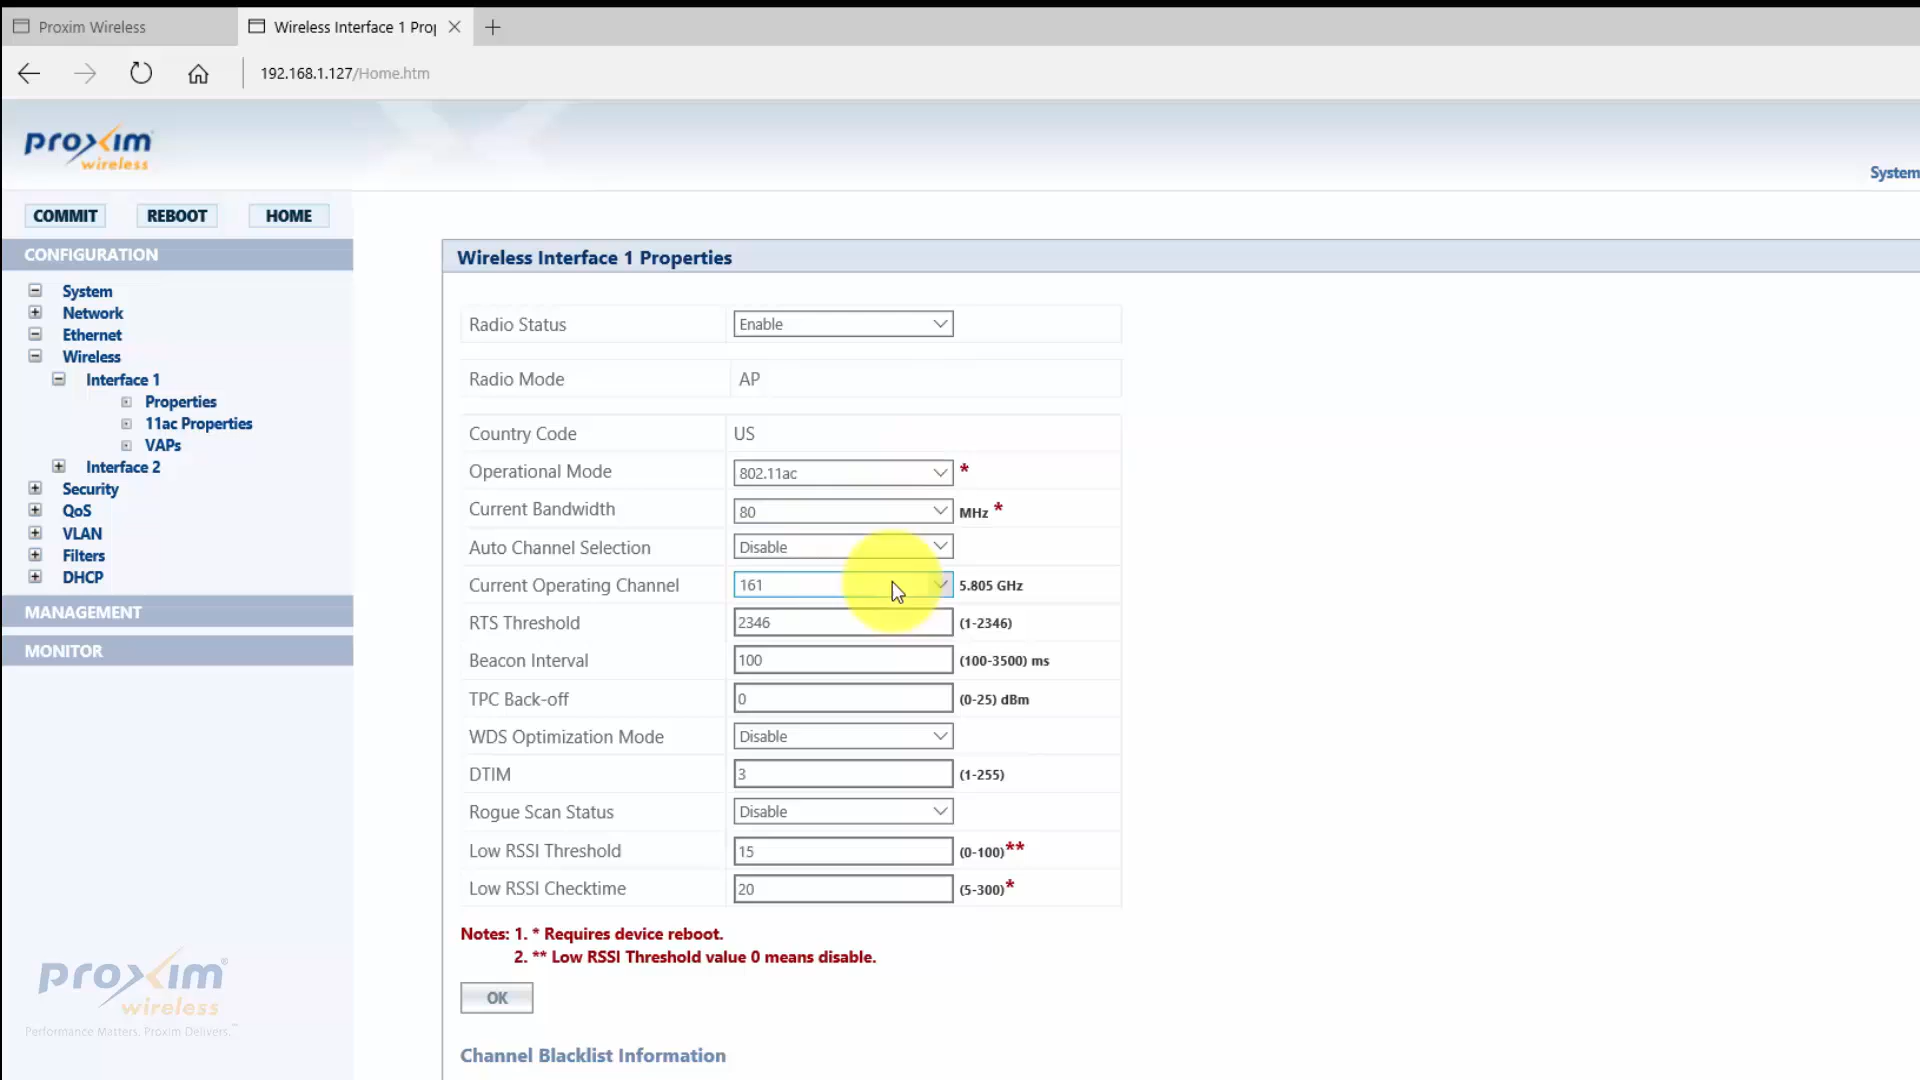 Proxim Wireless
Wireless Interface 1 Prop
192.168.1.127/Home.htm
proxim
wireless
System
COMMIT REBOOT HOME
CONFIGURATION
System
Network
Ethernet
Wireless
Interface 1
Properties
11ac Properties
VAPs
Interface 2
Security
QoS
VLAN
Filters
DHCP
MANAGEMENT
MONITOR
Wireless Interface 1 Properties
Radio Status Enable
Radio Mode AP
Country Code US
Operational Mode 802.11ac *
Current Bandwidth 80 MHz *
Auto Channel Selection Disable
Current Operating Channel 161 5.805 GHz
RTS Threshold 2346 (1-2346)
Beacon Interval 100 (100-3500) ms
TPC Back-off 0 (0-25) dBm
WDS Optimization Mode Disable
DTIM 3 (1-255)
Rogue Scan Status Disable
Low RSSI Threshold 15 (0-100)**
Low RSSI Checktime 20 (5-300)*
Notes: 1. * Requires device reboot.
2. ** Low RSSI Threshold value 0 means disable.
OK
Channel Blacklist Information
proxim®
wireless
Performance Matters. Proxim Delivers.™